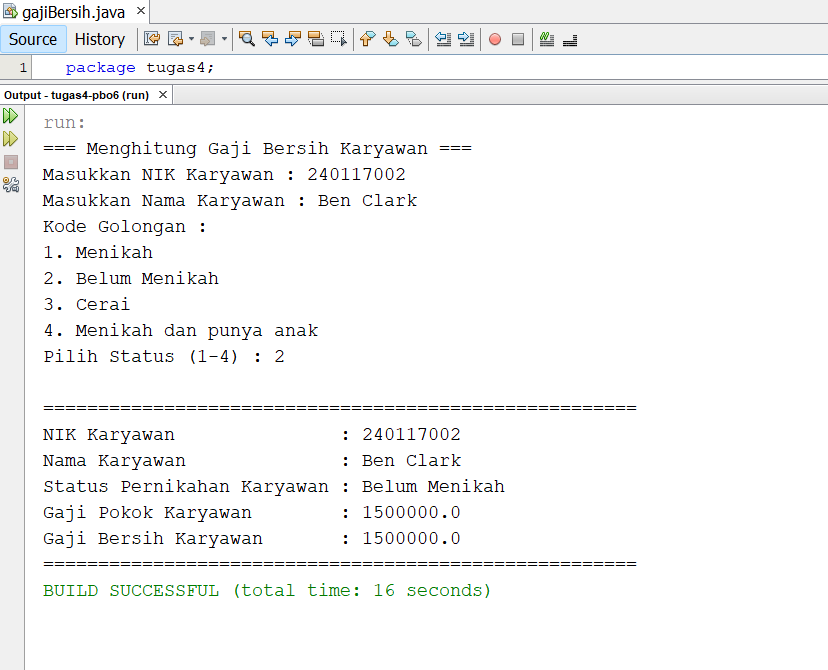 gajiBersih.java ×
Source History
1 package tugas4;
Output - tugas4-pbo6 (run) ×
run:
=== Menghitung Gaji Bersih Karyawan ===
Masukkan NIK Karyawan : 240117002
Masukkan Nama Karyawan : Ben Clark
Kode Golongan :
1. Menikah
2. Belum Menikah
3. Cerai
4. Menikah dan punya anak
Pilih Status (1-4) : 2
======================================================
NIK Karyawan               : 240117002
Nama Karyawan              : Ben Clark
Status Pernikahan Karyawan : Belum Menikah
Gaji Pokok Karyawan        : 1500000.0
Gaji Bersih Karyawan       : 1500000.0
======================================================
BUILD SUCCESSFUL (total time: 16 seconds)